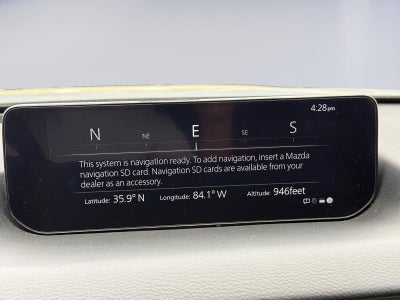 4:28pm
N NE E SE S
This system is navigation ready. To add navigation, insert a Mazda
navigation SD card. Navigation SD cards are available from your
dealer as an accessory.
Latitude: 35.9° N Longitude: 84.1° W Altitude: 946feet